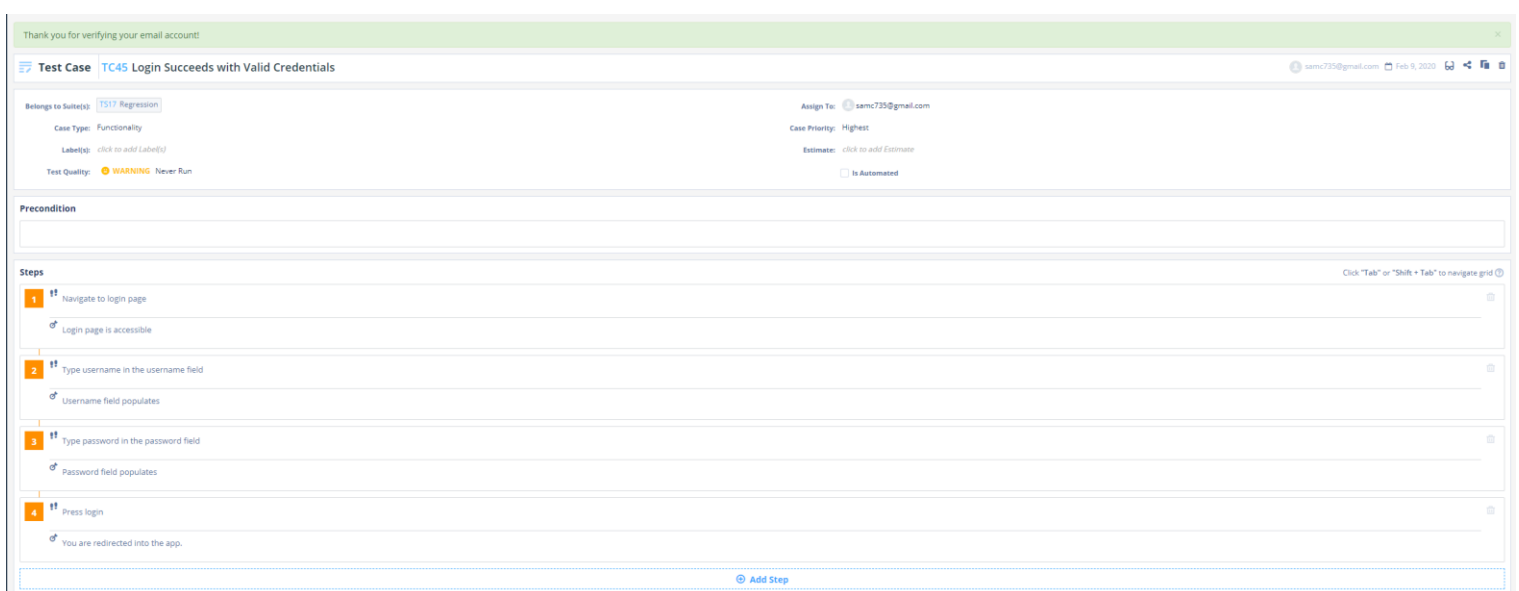 Thank you for verifying your email account!
Test Case TC45 Login Succeeds with Valid Credentials samc735@gmail.com Feb 9, 2020
Belongs to Suite(s): TS17 Regression Assign To: samc735@gmail.com
Case Type: Functionality Case Priority: Highest
Label(s): click to add Label(s) Estimate: click to add Estimate
Test Quality: WARNING Never Run Is Automated
Precondition
Steps Click "Tab" or "Shift + Tab" to navigate grid
1 Navigate to login page
Login page is accessible
2 Type username in the username field
Username field populates
3 Type password in the password field
Password field populates
4 Press login
You are redirected into the app.
Add Step